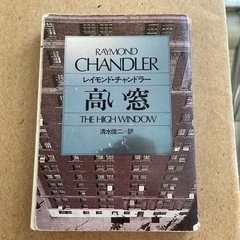 RAYMOND
CHANDLER
レイモンド・チャンドラー
高い窓
THE HIGH WINDOW
清水俊二=訳